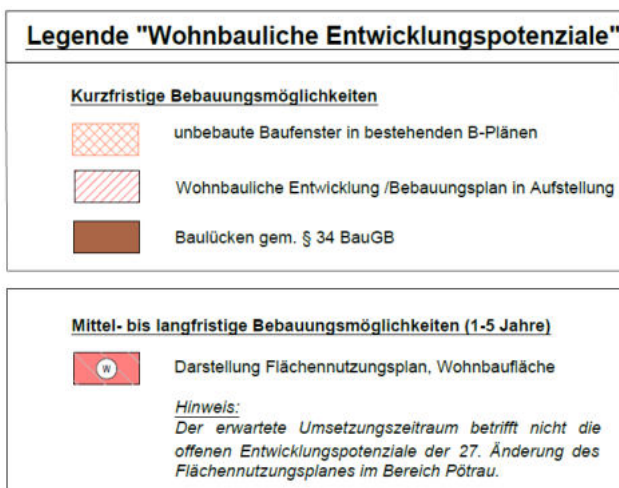 Legende "Wohnbauliche Entwicklungspotenziale"
Kurzfristige Bebauungsmöglichkeiten
unbebaute Baufenster in bestehenden B-Plänen
Wohnbauliche Entwicklung /Bebauungsplan in Aufstellung
Baulücken gem. § 34 BauGB
Mittel- bis langfristige Bebauungsmöglichkeiten (1-5 Jahre)
W Darstellung Flächennutzungsplan, Wohnbaufläche
Hinweis:
Der erwartete Umsetzungszeitraum betrifft nicht die
offenen Entwicklungspotenziale der 27. Änderung des
Flächennutzungsplanes im Bereich Pötrau.